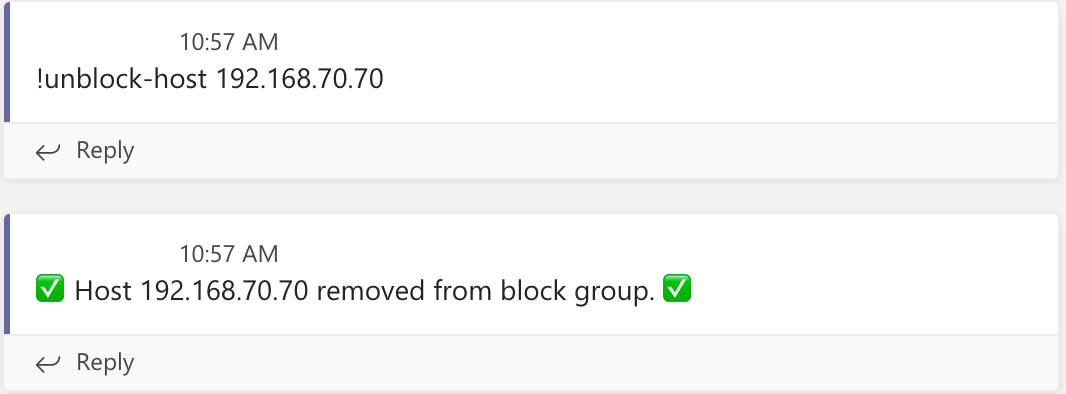 10:57 AM
!unblock-host 192.168.70.70
Reply
10:57 AM
✅ Host 192.168.70.70 removed from block group. ✅
Reply